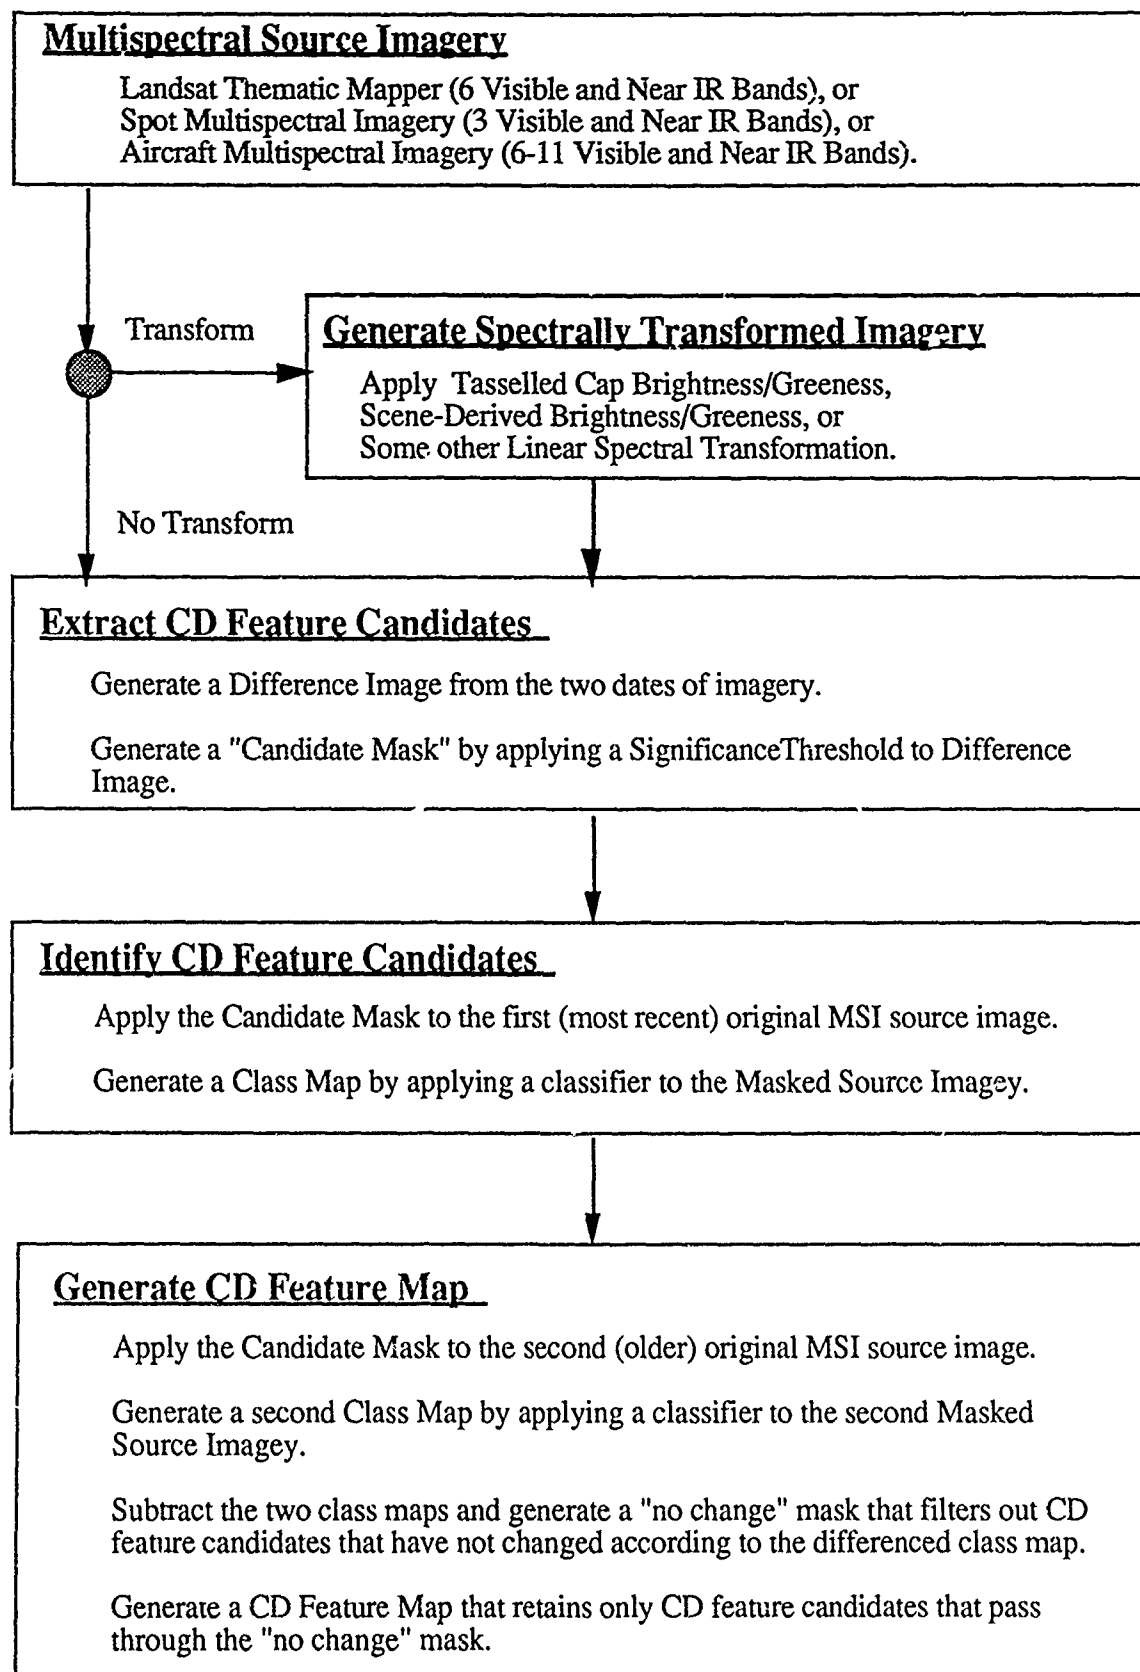 Multispectral Source Imagery
Landsat Thematic Mapper (6 Visible and Near IR Bands), or
Spot Multispectral Imagery (3 Visible and Near IR Bands), or
Aircraft Multispectral Imagery (6-11 Visible and Near IR Bands).
Transform
Generate Spectrally Transformed Imagery
Apply Tasselled Cap Brightness/Greeness,
Scene-Derived Brightness/Greeness, or
Some other Linear Spectral Transformation.
No Transform
Extract CD Feature Candidates
Generate a Difference Image from the two dates of imagery.
Generate a "Candidate Mask" by applying a SignificanceThreshold to Difference
Image.
Identify CD Feature Candidates
Apply the Candidate Mask to the first (most recent) original MSI source image.
Generate a Class Map by applying a classifier to the Masked Source Imagey.
Generate CD Feature Map
Apply the Candidate Mask to the second (older) original MSI source image.
Generate a second Class Map by applying a classifier to the second Masked
Source Imagey.
Subtract the two class maps and generate a "no change" mask that filters out CD
feature candidates that have not changed according to the differenced class map.
Generate a CD Feature Map that retains only CD feature candidates that pass
through the "no change" mask.